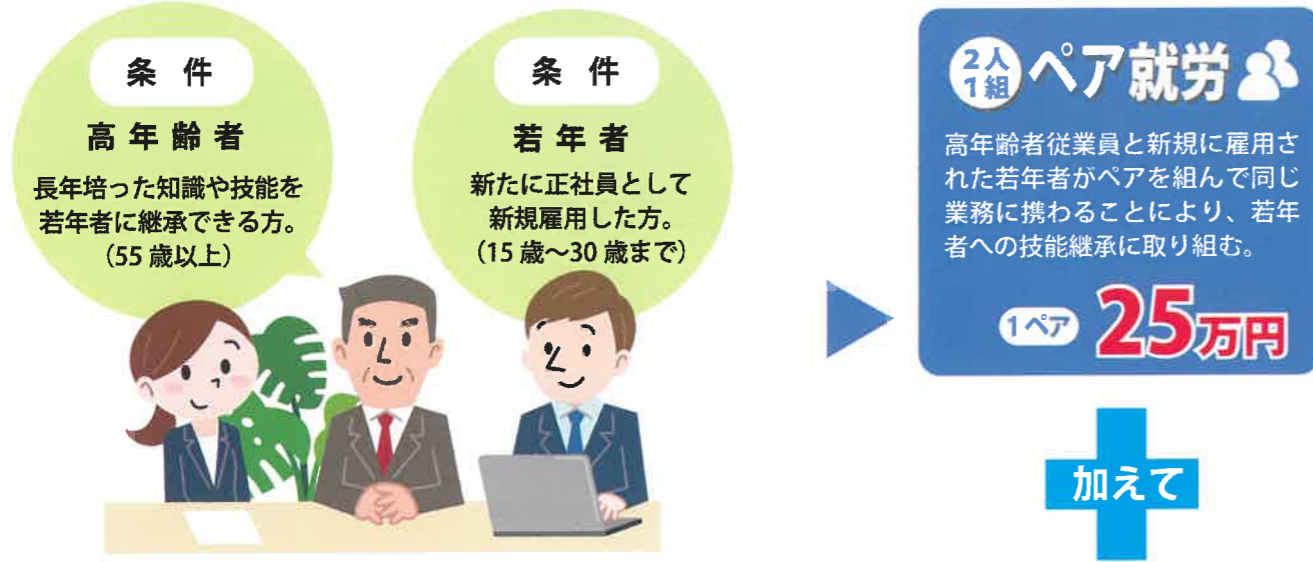 条件
高年齢者
長年培った知識や技能を
若年者に継承できる方。
(55歳以上)
条件
若年者
新たに正社員として
新規雇用した方。
(15歳～30歳まで)
2人
1組
ペア就労
高年齢者従業員と新規に雇用さ
れた若年者がペアを組んで同じ
業務に携わることにより、若年
者への技能継承に取り組む。
1ペア 25万円
加えて